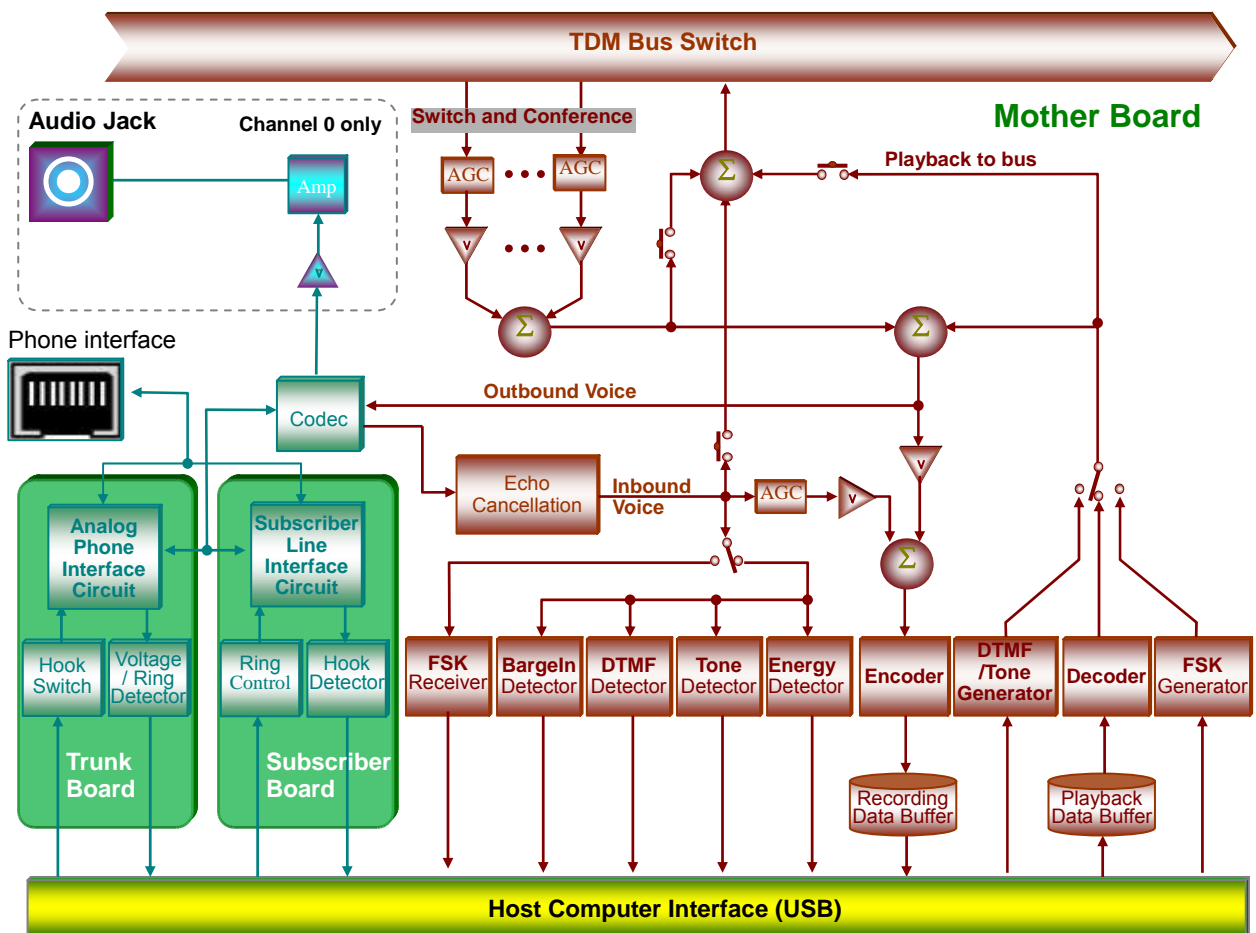 TDM Bus Switch
Audio Jack
Channel 0 only
Switch and Conference
Mother Board
Playback to bus
Amp
AGC
AGC
Σ
V
V
V
Σ
Σ
Phone interface
Codec
Outbound Voice
Echo
Cancellation
Inbound
Voice
AGC
V
V
Σ
Analog
Phone
Interface
Circuit
Subscriber
Line
Interface
Circuit
Hook
Switch
Voltage
/ Ring
Detector
Ring
Control
Hook
Detector
FSK
Receiver
BargeIn
Detector
DTMF
Detector
Tone
Detector
Energy
Detector
Encoder
DTMF
/Tone
Generator
Decoder
FSK
Generator
Trunk
Board
Subscriber
Board
Recording
Data Buffer
Playback
Data Buffer
Host Computer Interface (USB)